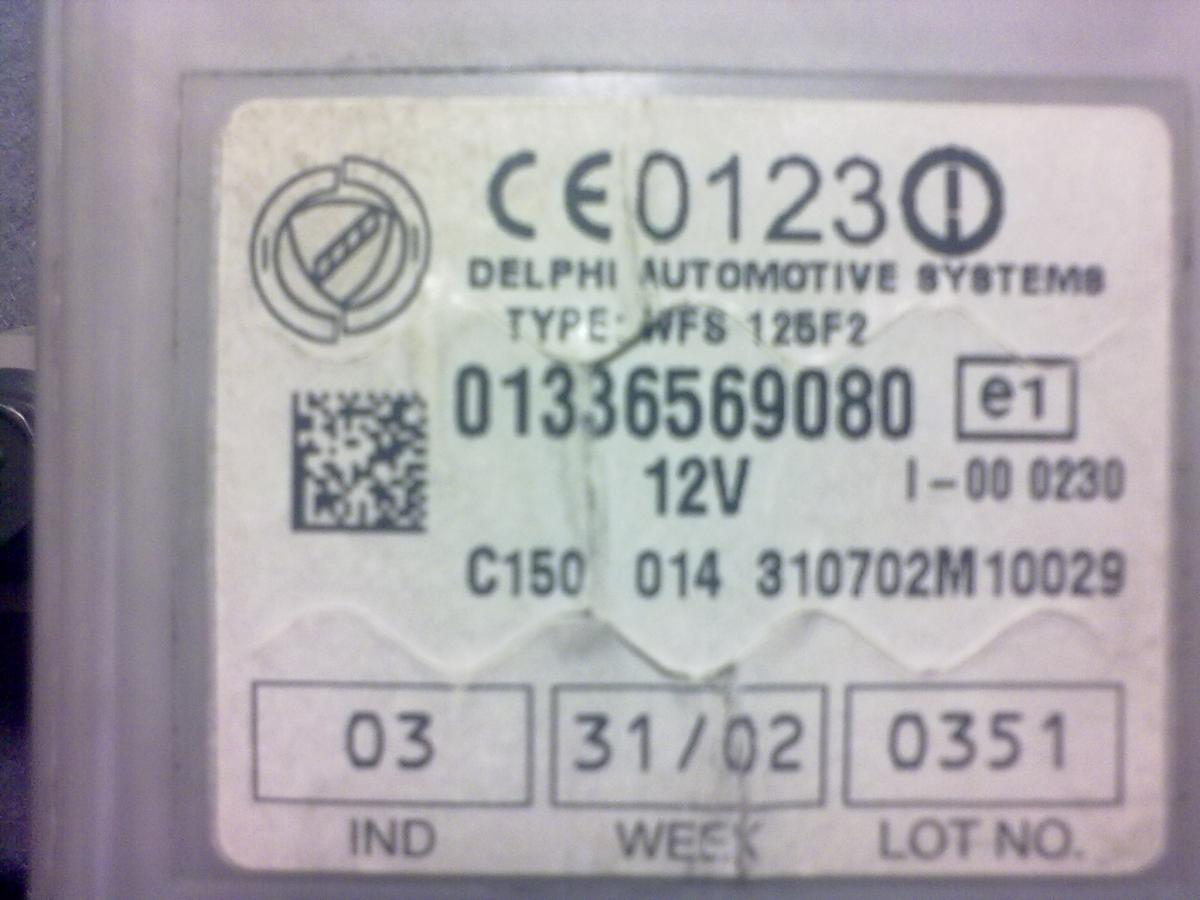 CE0123
DELPHI AUTOMOTIVE SYSTEMS
TYPE: WFS 125F2
01336569080 e1
12V I-00 0230
C150 014 310702M10029
03 31/02 0351
IND WEEK LOT NO.